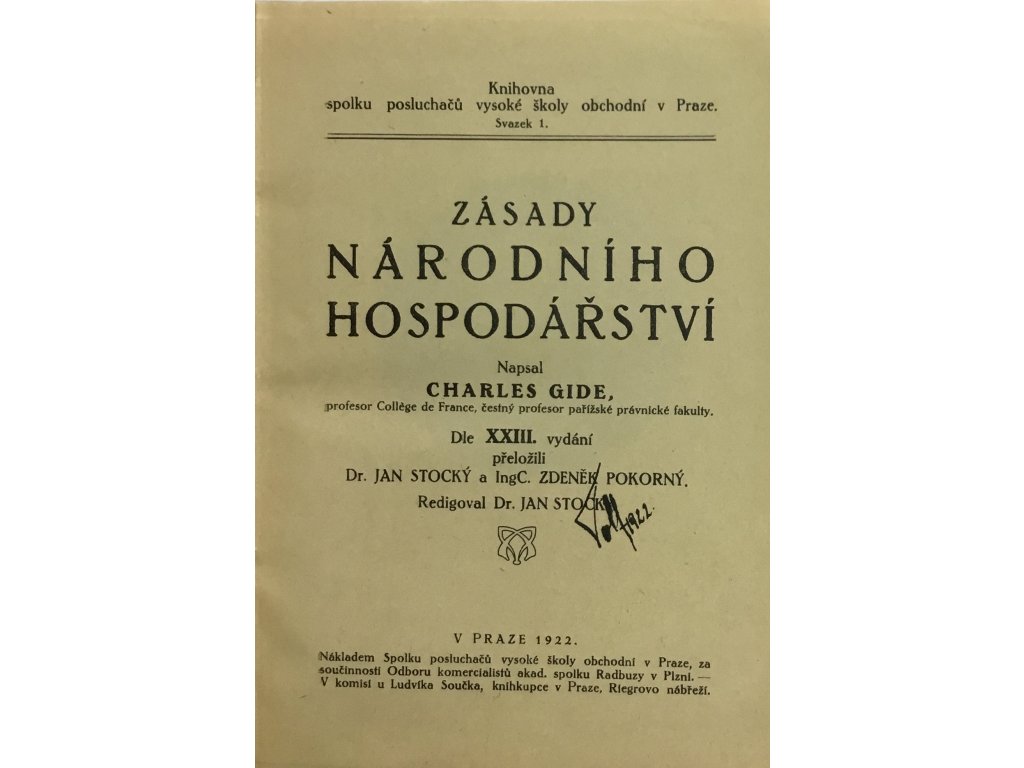 Knihovna
spolku posluchačů vysoké školy obchodní v Praze.
Svazek 1.
ZÁSADY
NÁRODNÍHO
HOSPODÁŘSTVÍ
Napsal
CHARLES GIDE,
profesor Collège de France, čestný profesor pařížské právnické fakulty.
Dle XXIII. vydání
přeložili
Dr. JAN STOCKÝ a IngC. ZDENĚK POKORNÝ.
Redigoval Dr. JAN STOCK
1922.
V PRAZE 1922.
Nákladem Spolku posluchačů vysoké školy obchodní v Praze, za
součinnosti Odboru komercialistů akad. spolku Radbuzy v Plzni. —
V komisi u Ludvíka Součka, knihkupce v Praze, Riegrovo nábřeží.